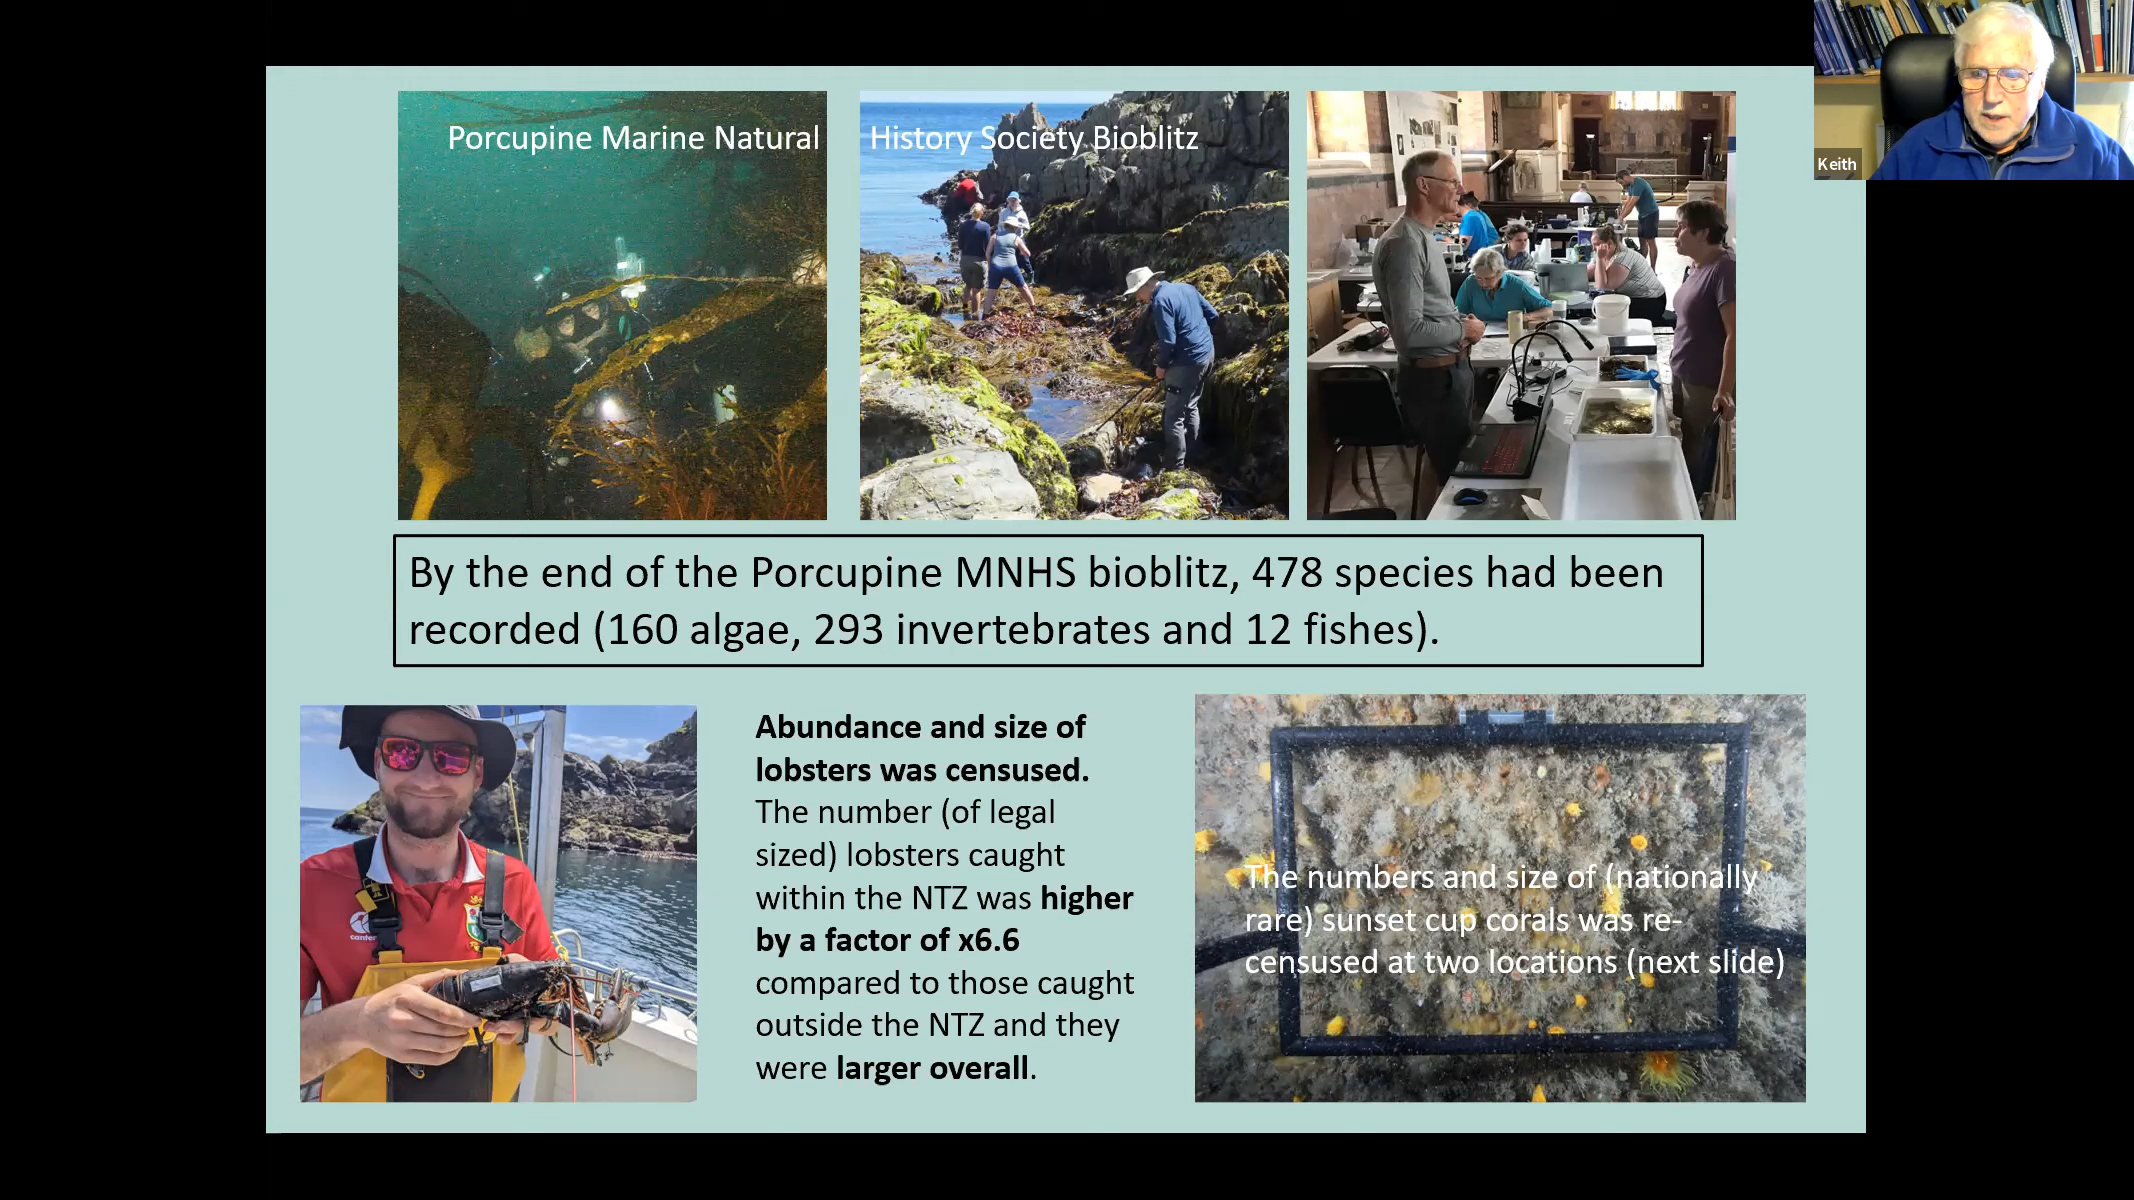 Porcupine Marine Natural History Society Bioblitz
Keith
By the end of the Porcupine MNHS bioblitz, 478 species had been
recorded (160 algae, 293 invertebrates and 12 fishes).
Abundance and size of
lobsters was censused.
The number (of legal
sized) lobsters caught
within the NTZ was higher
by a factor of x6.6
compared to those caught
outside the NTZ and they
were larger overall.
The numbers and size of (nationally
rare) sunset cup corals was re-
censused at two locations (next slide)